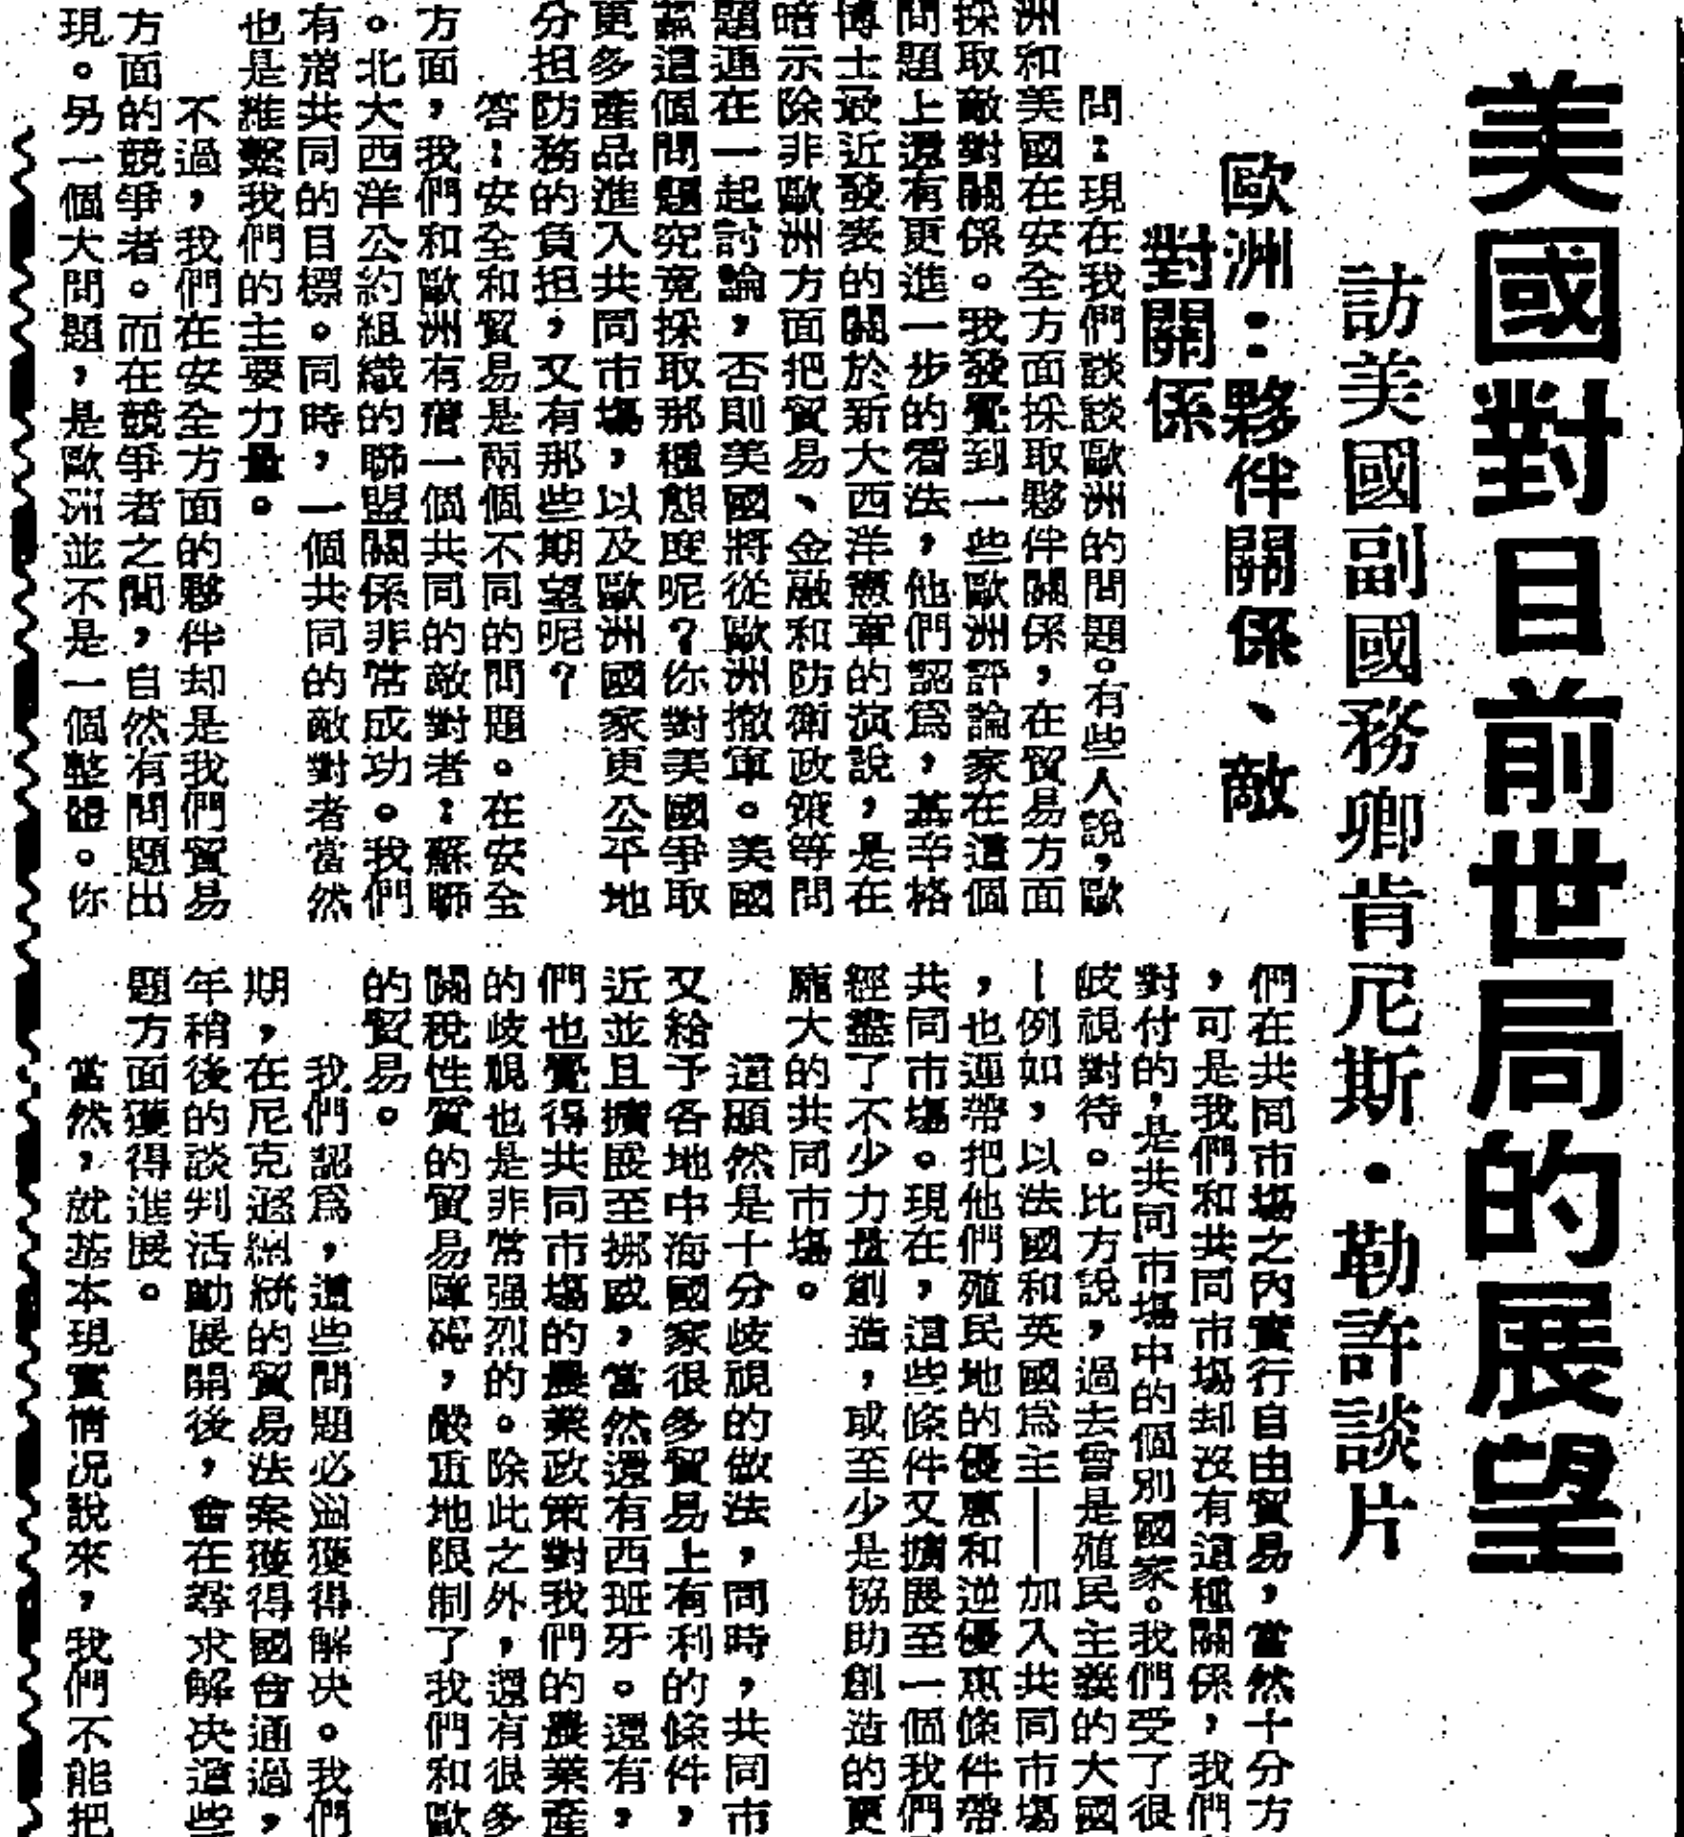 美國對目前世局的展望
訪美國副國務卿肯尼斯·勒許談片
歐洲：夥伴關係、敵
對關係
問：現在我們談談歐洲的問題。有些人說，歐
洲和美國在安全方面採取夥伴關係，在貿易方面
採取敵對關係。我發覺到一些歐洲評論家在這個
問題上還有更進一步的看法，他們認爲，基辛格
博士最近發表的關於新大西洋憲章的演說，是在
暗示除非歐洲方面把貿易、金融和防衛政策等問
題連在一起討論，否則美國將從歐洲撤軍。美國
在這個問題究竟採取那種態度呢？你對美國爭取
更多產品進入共同市場，以及歐洲國家更公平地
分担防務的負担，又有那些期望呢？
答：安全和貿易是兩個不同的問題。在安全
方面，我們和歐洲有着一個共同的敵對者：蘇聯
。北大西洋公約組織的聯盟關係非常成功。我們
有着共同的目標。同時，一個共同的敵對者當然
也是維繫我們的主要力量。
不過，我們在安全方面的夥伴却是我們貿易
方面的競爭者。而在競爭者之間，自然有問題出
現。另一個大問題，是歐洲並不是一個整體。你
們在共同市場之內實行自由貿易，當然十分方
，可是我們和共同市場却沒有這種關係，我們
對付的，是共同市場中的個別國家。我們受了很
歧視對待。比方說，過去曾是殖民主義的大國
—例如，以法國和英國爲主——加入共同市場
，也連帶把他們殖民地的優惠和逆優惠條件帶
共同市場。現在，這些條件又擴展至一個我們
經盡了不少力量創造，或至少是協助創造的更
龐大的共同市場。
這顯然是十分歧視的做法，同時，共同市
又給予各地中海國家很多貿易上有利的條件，
近並且擴展至挪威，當然還有西班牙。還有，
們也覺得共同市場的農業政策對我們的農業產
的歧視也是非常强烈的。除此之外，還有很多
關稅性質的貿易障碍，嚴重地限制了我們和歐
的貿易。
我們認爲，這些問題必須獲得解决。我們
期，在尼克遜總統的貿易法案獲得國會通過，
年稍後的談判活動展開後，會在尋求解决這些
題方面獲得進展。
當然，就基本現實情況說來，我們不能把